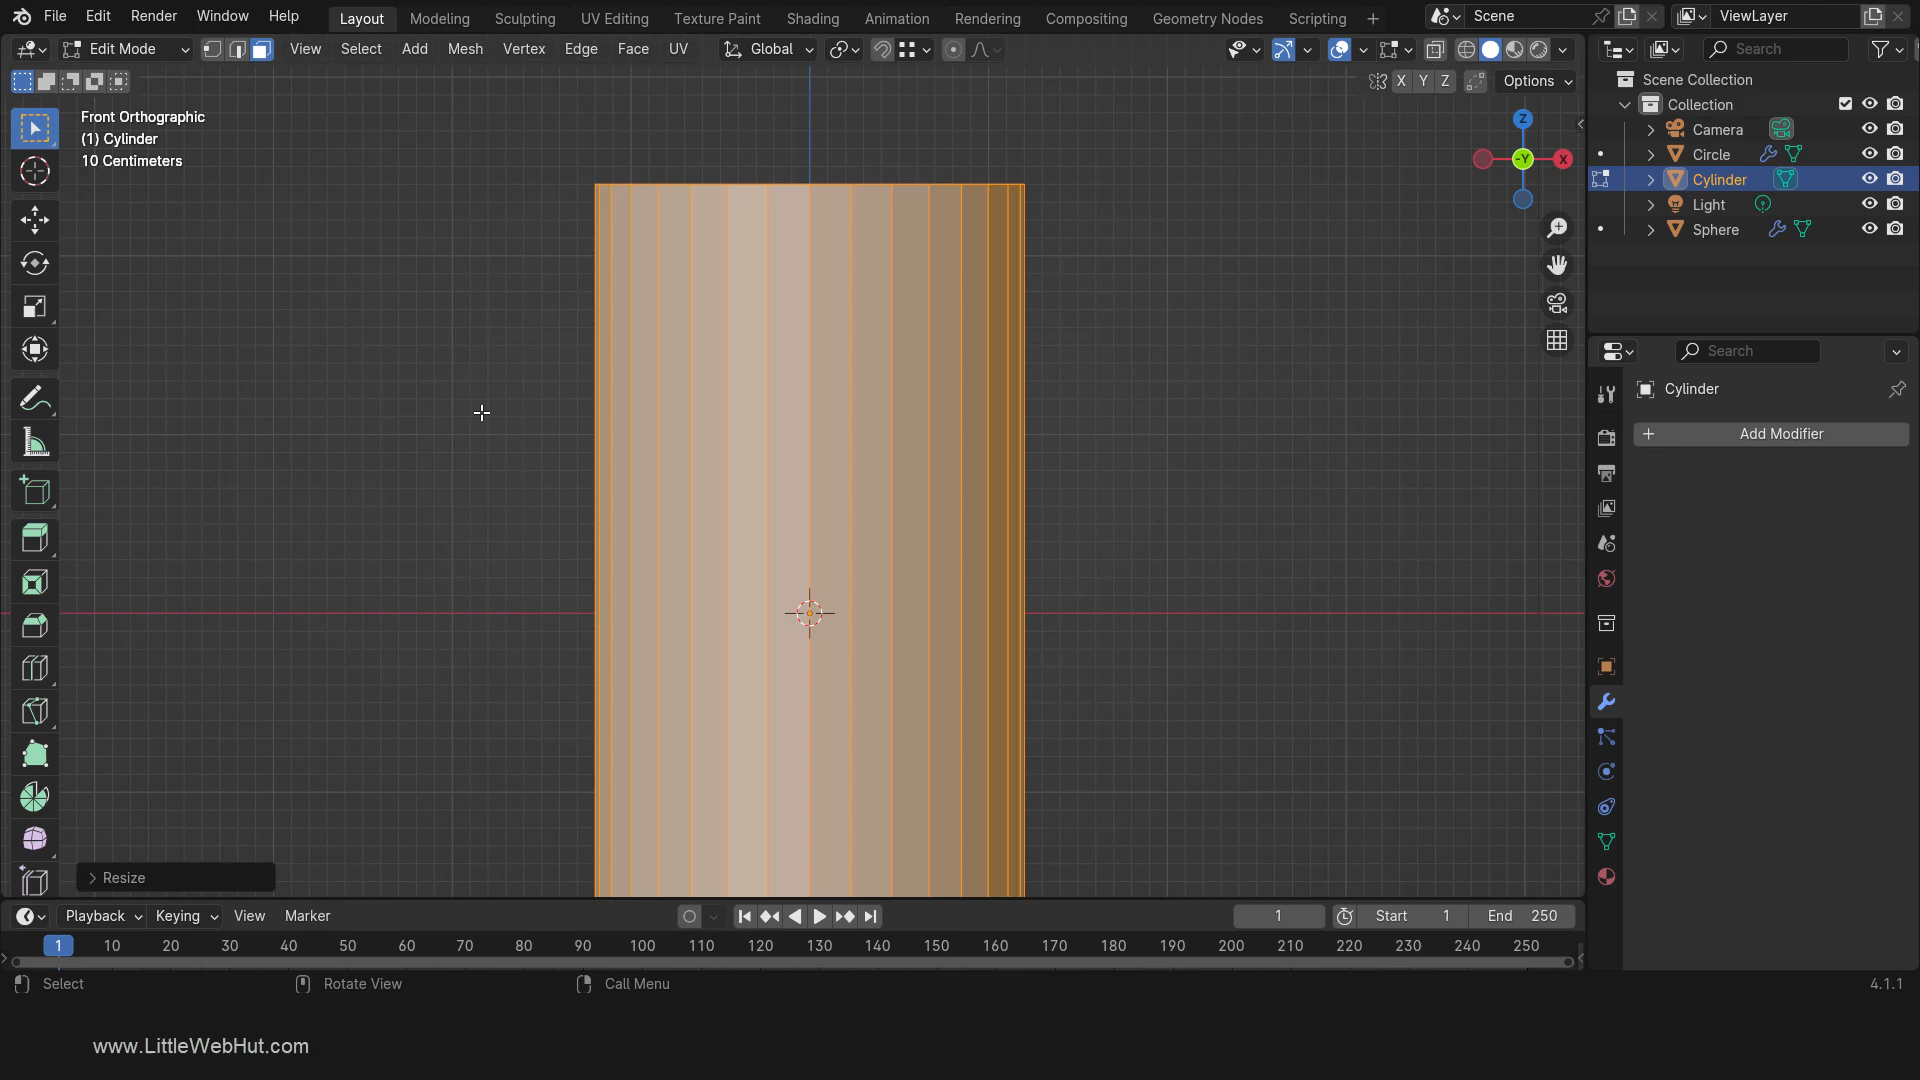 File Edit Render Window Help Layout Modeling Sculpting UV Editing Texture Paint Shading Animation Rendering Compositing Geometry Nodes Scripting + Scene ViewLayer
Edit Mode View Select Add Mesh Vertex Edge Face UV Global Search
X Y Z Options
Front Orthographic
(1) Cylinder
10 Centimeters
Z
-Y
X
Scene Collection
Collection
Camera
Circle
Cylinder
Light
Sphere
Search
Cylinder
Add Modifier
Resize
Playback Keying View Marker 1 Start 1 End 250
1 10 20 30 40 50 60 70 80 90 100 110 120 130 140 150 160 170 180 190 200 210 220 230 240 250
Select Rotate View Call Menu 4.1.1
www.LittleWebHut.com